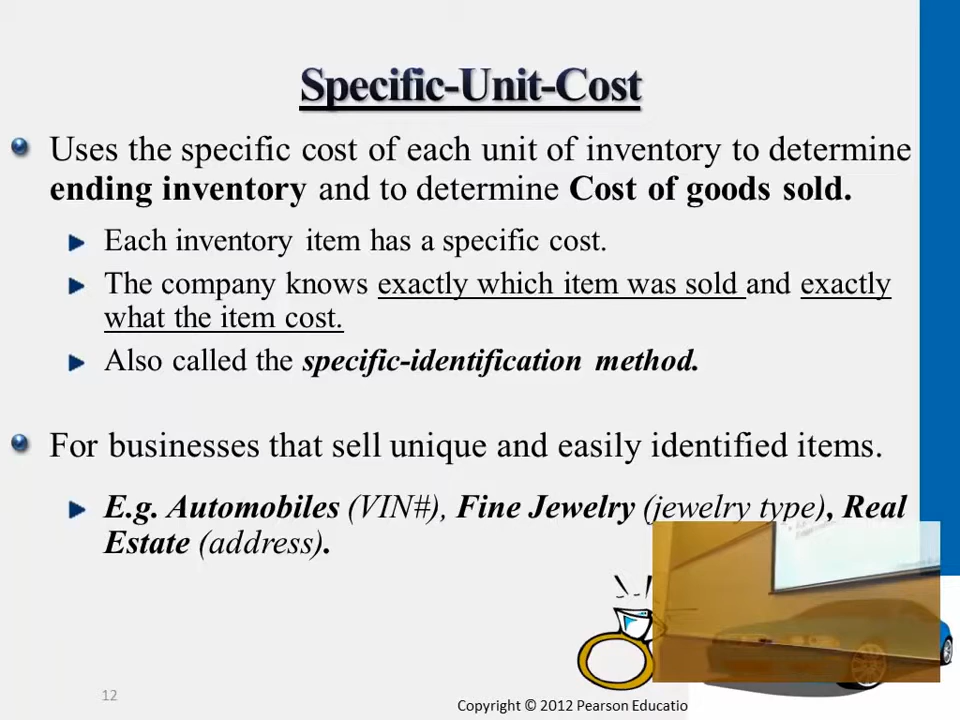 Specific-Unit-Cost
Uses the specific cost of each unit of inventory to determine
ending inventory and to determine Cost of goods sold.
Each inventory item has a specific cost.
The company knows exactly which item was sold and exactly
what the item cost.
Also called the specific-identification method.
For businesses that sell unique and easily identified items.
E.g. Automobiles (VIN#), Fine Jewelry (jewelry type), Real
Estate (address).
12
Copyright © 2012 Pearson Educatio